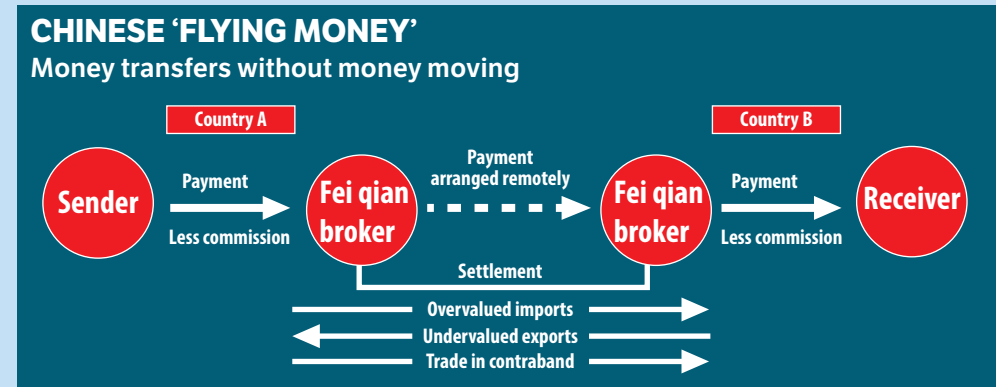 CHINESE ‘FLYING MONEY’
Money transfers without money moving
Country A
Country B
Sender
Payment
Less commission
Fei qian
broker
Payment
arranged remotely
Fei qian
broker
Payment
Less commission
Receiver
Settlement
Overvalued imports
Undervalued exports
Trade in contraband